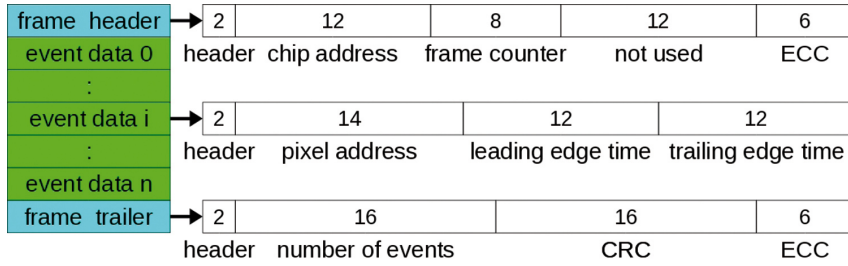 frame header 2 12 8 12 6
event data 0 header chip address frame counter not used ECC
:
event data i 2 14 12 12
: header pixel address leading edge time trailing edge time
event data n
frame trailer 2 16 16 6
header number of events CRC ECC